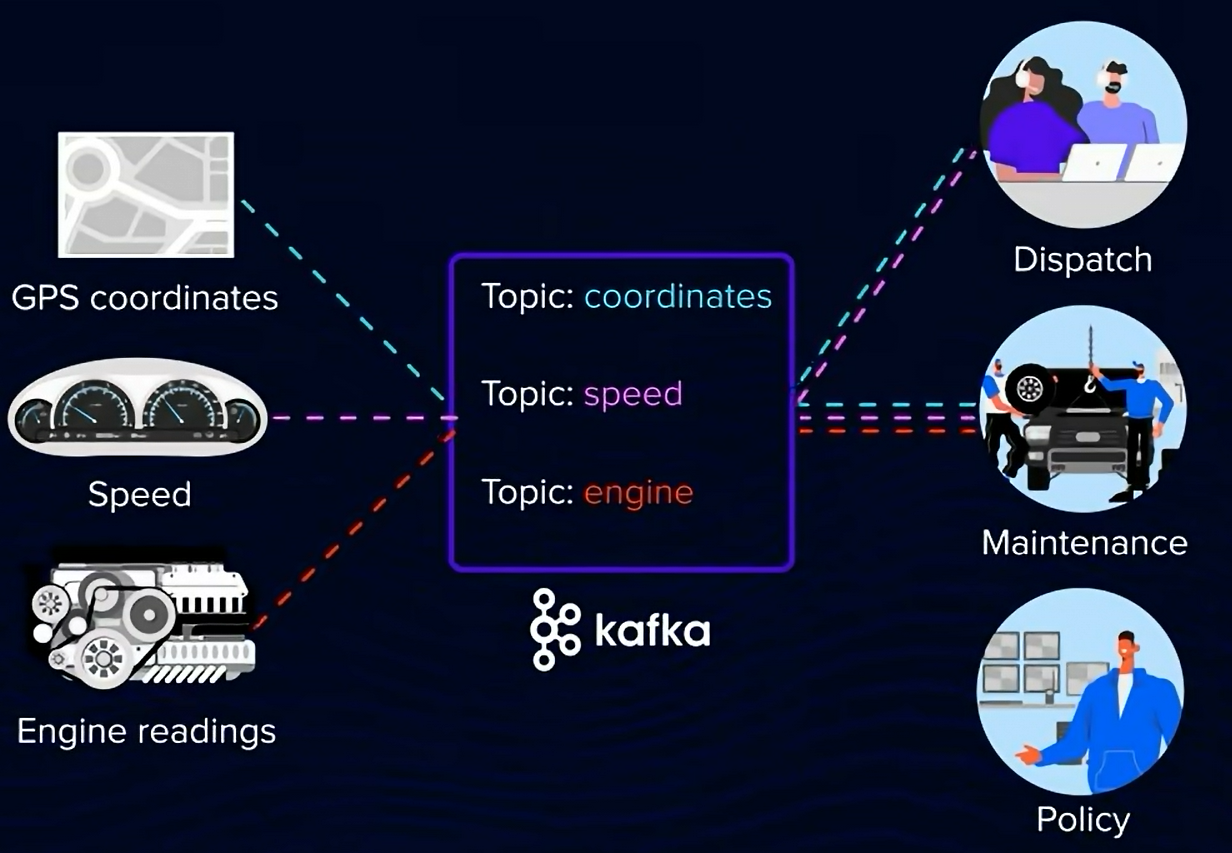 GPS coordinates
Speed
Engine readings
Topic: coordinates
Topic: speed
Topic: engine
kafka
Dispatch
Maintenance
Policy